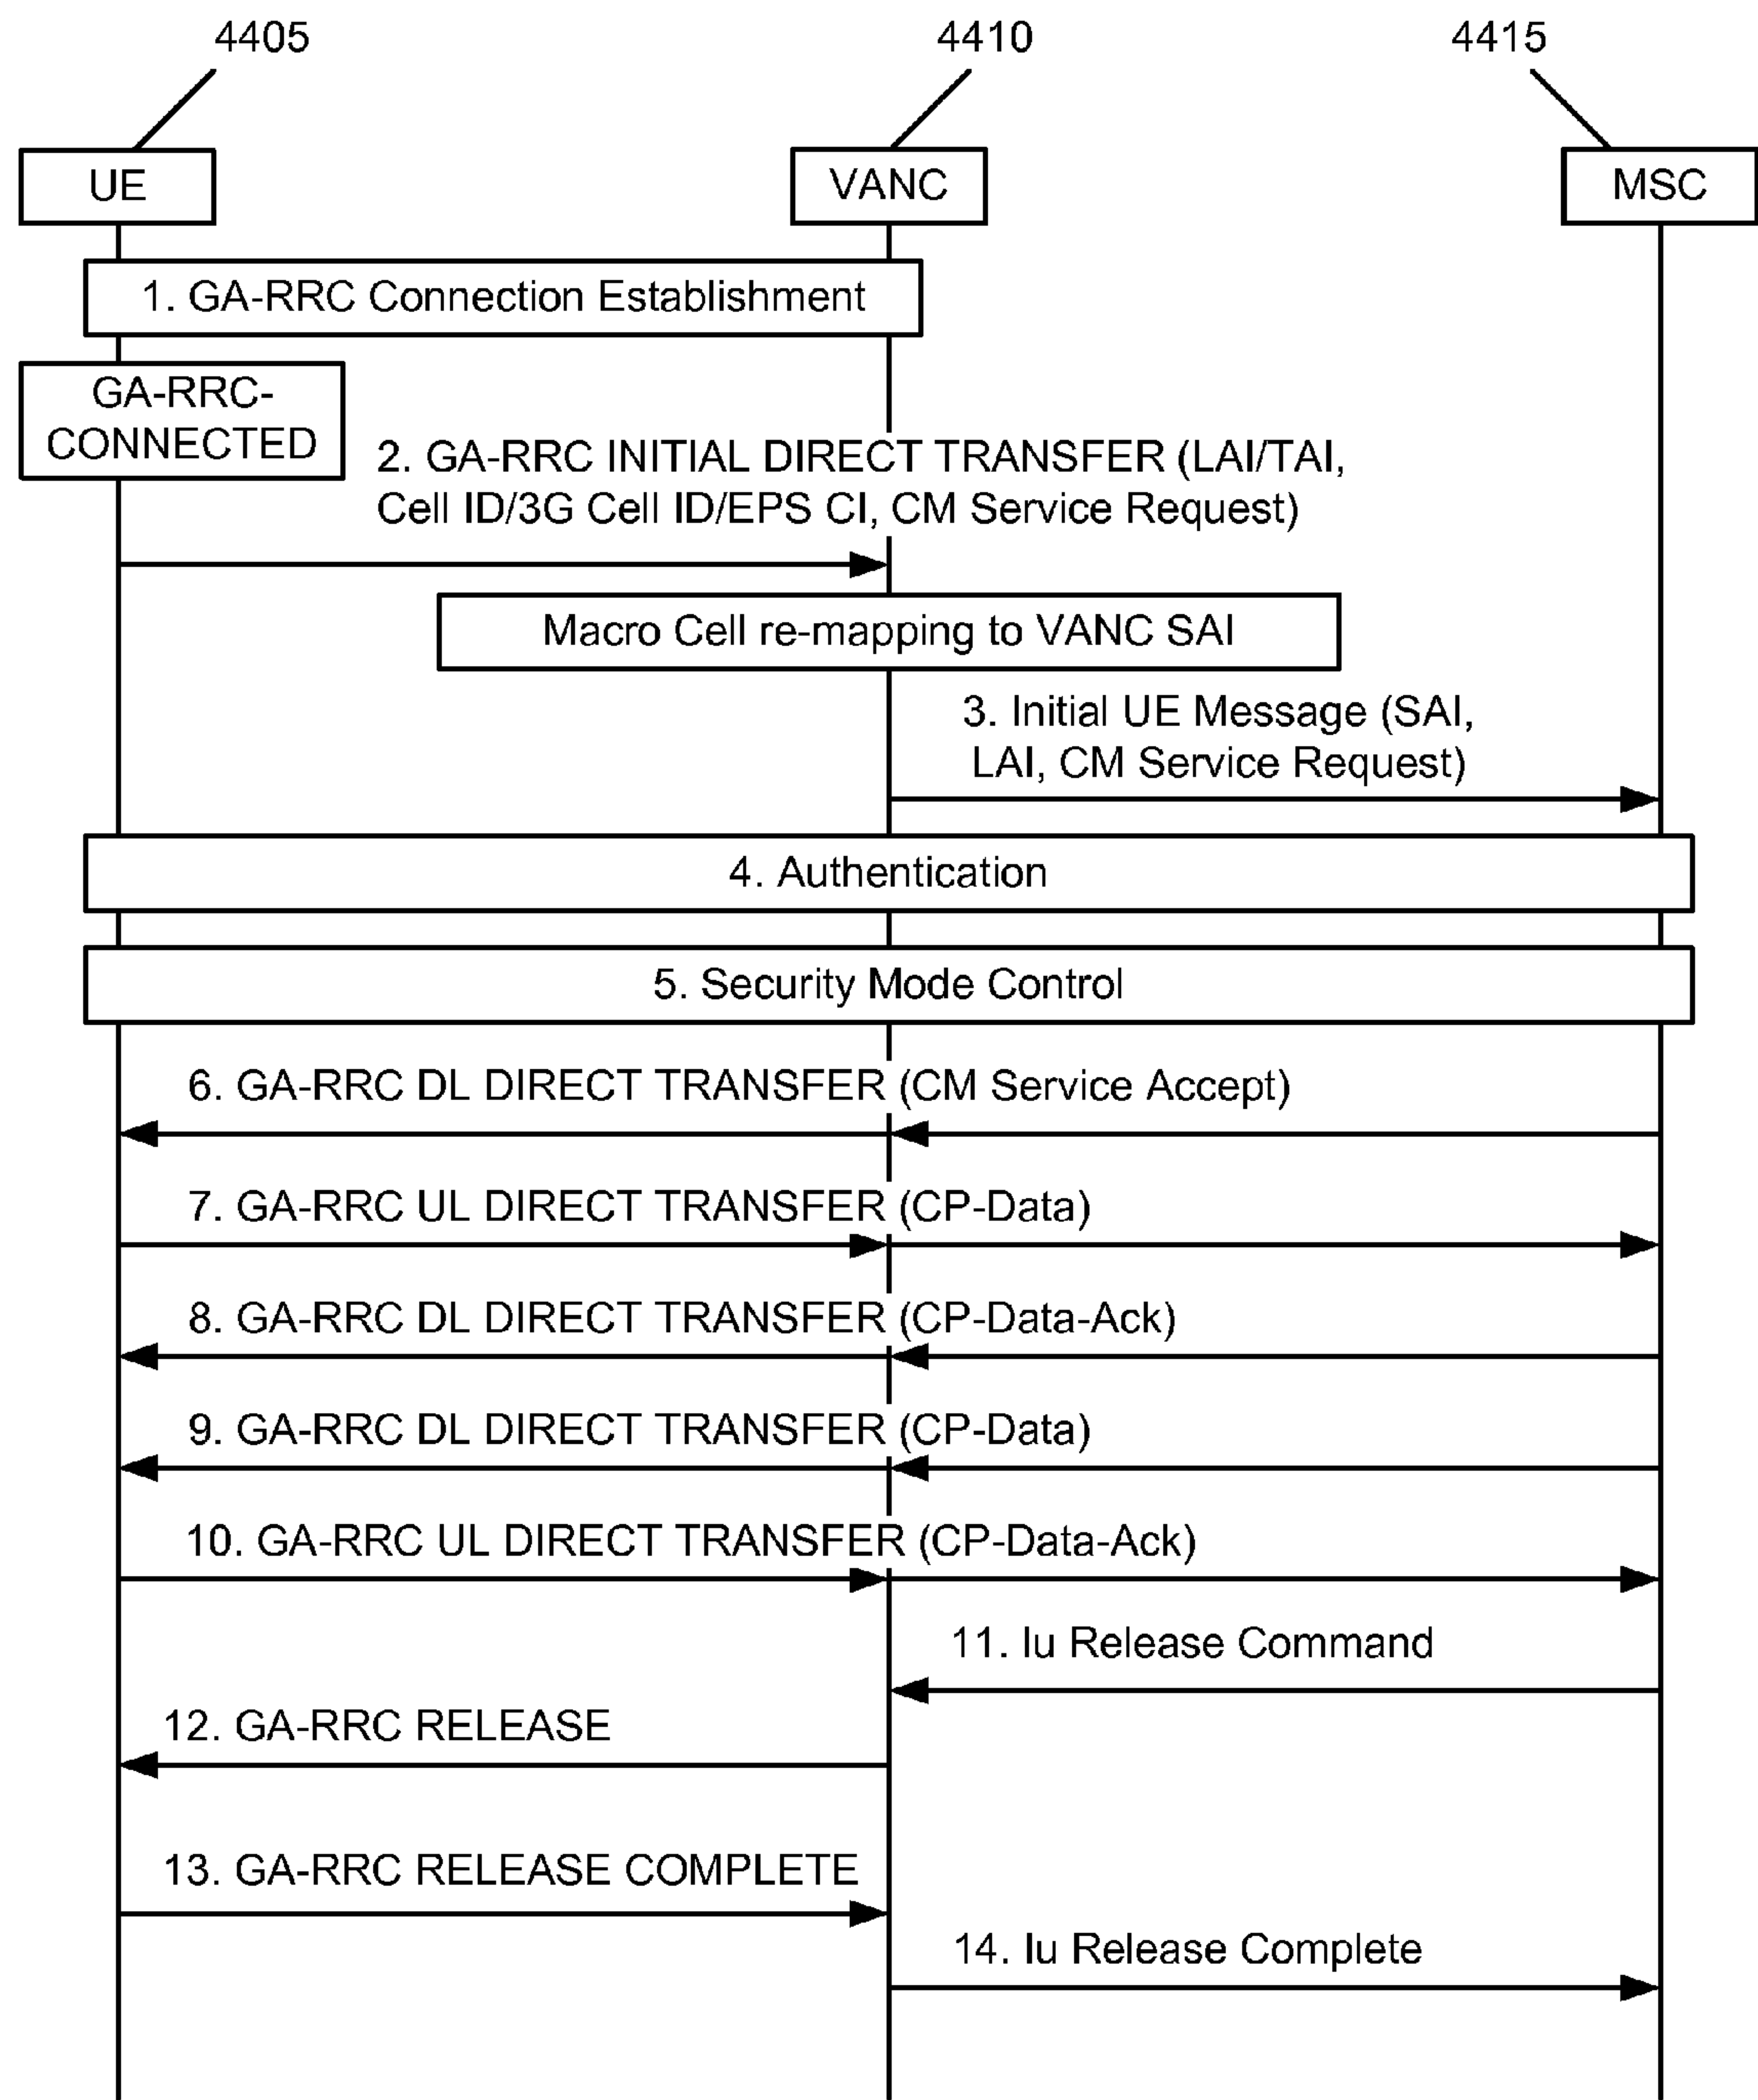 4405
4410
4415
UE
VANC
MSC
1. GA-RRC Connection Establishment
GA-RRC-
CONNECTED
2. GA-RRC INITIAL DIRECT TRANSFER (LAI/TAI,
Cell ID/3G Cell ID/EPS CI, CM Service Request)
Macro Cell re-mapping to VANC SAI
3. Initial UE Message (SAI,
LAI, CM Service Request)
4. Authentication
5. Security Mode Control
6. GA-RRC DL DIRECT TRANSFER (CM Service Accept)
7. GA-RRC UL DIRECT TRANSFER (CP-Data)
8. GA-RRC DL DIRECT TRANSFER (CP-Data-Ack)
9. GA-RRC DL DIRECT TRANSFER (CP-Data)
10. GA-RRC UL DIRECT TRANSFER (CP-Data-Ack)
11. Iu Release Command
12. GA-RRC RELEASE
13. GA-RRC RELEASE COMPLETE
14. Iu Release Complete